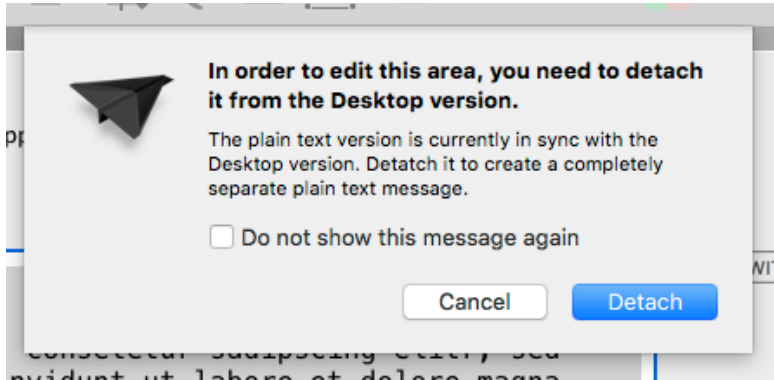 In order to edit this area, you need to detach
it from the Desktop version.
The plain text version is currently in sync with the
Desktop version. Detatch it to create a completely
separate plain text message.
Do not show this message again
Cancel
Detach